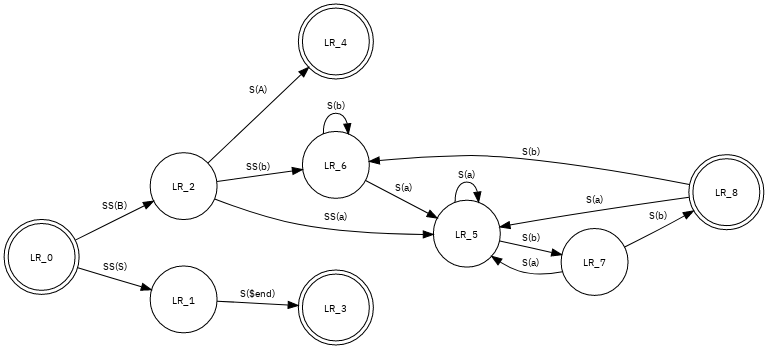 LR_4
S(A)
S(b)
LR_6
S(b)
SS(b)
S(a)
S(a)
LR_2
LR_8
S(a)
SS(B)
SS(a)
S(b)
LR_5
S(b)
LR_0
S(a)
LR_7
SS(S)
S($end)
LR_1
LR_3